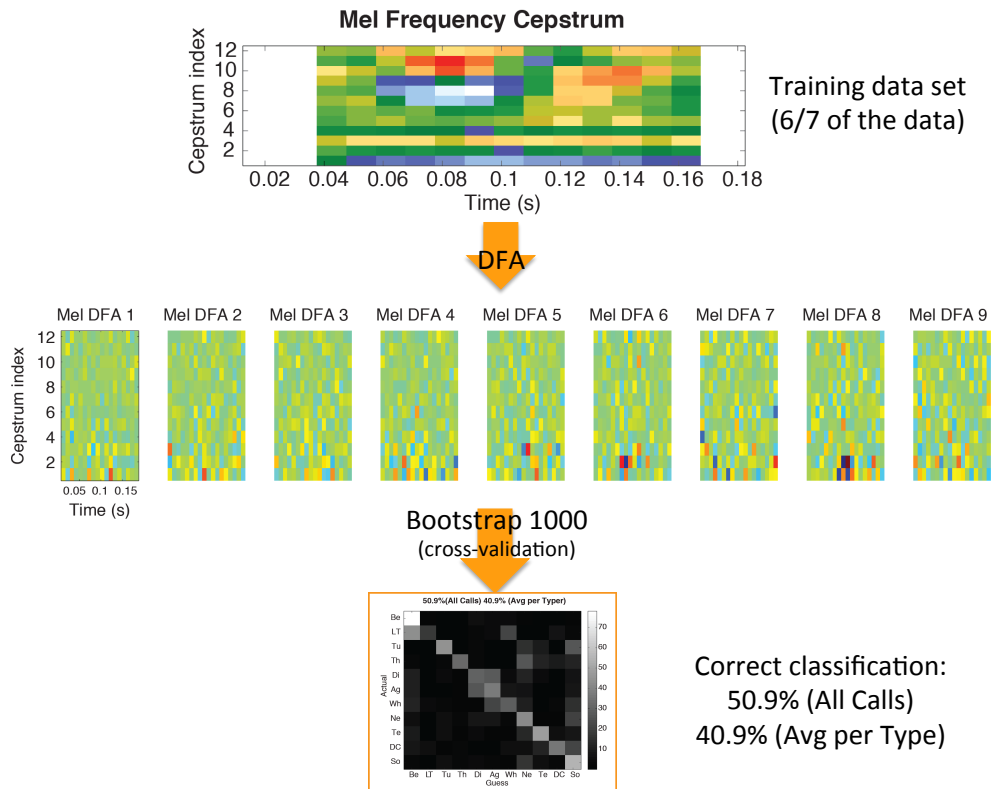 Mel Frequency Cepstrum
Cepstrum index
12
10
8
6
4
2
0.02 0.04 0.06 0.08 0.1 0.12 0.14 0.16 0.18
Time (s)
Training data set
(6/7 of the data)
DFA
Mel DFA 1 Mel DFA 2 Mel DFA 3 Mel DFA 4 Mel DFA 5 Mel DFA 6 Mel DFA 7 Mel DFA 8 Mel DFA 9
Cepstrum index
12
10
8
6
4
2
0.05 0.1 0.15
Time (s)
Bootstrap 1000
(cross-validation)
50.9%(All Calls) 40.9% (Avg per Typer)
Actual
Be
LT
Tu
Th
Di
Ag
Wh
Ne
Te
DC
So
Be LT Tu Th Di Ag Wh Ne Te DC So
Guess
70
60
50
40
30
20
10
Correct classification:
50.9% (All Calls)
40.9% (Avg per Type)